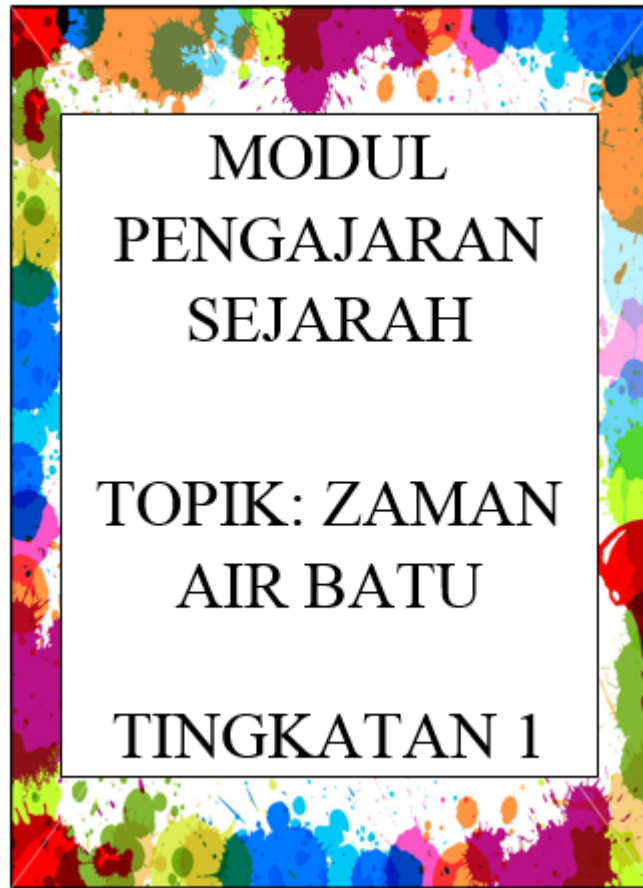 MODUL
PENGAJARAN
SEJARAH
TOPIK: ZAMAN
AIR BATU
TINGKATAN 1